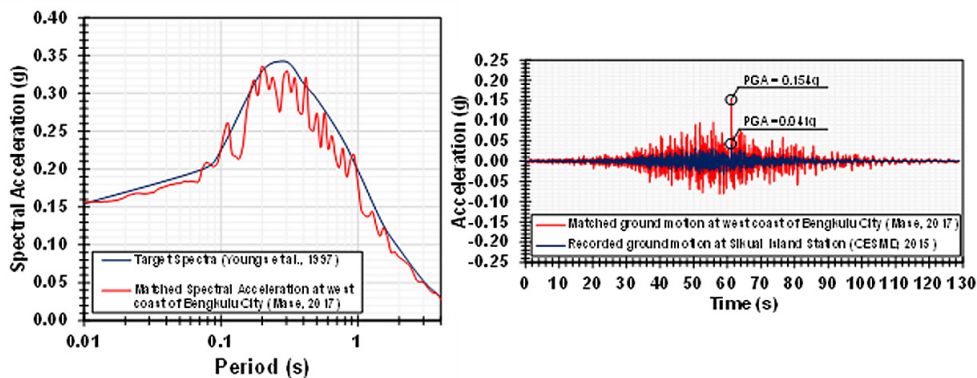 0.40
0.35
0.30
0.25
0.20
0.15
0.10
0.05
0.00
Spectral Acceleration (g)
Target Spectra (Youngs et al., 1997)
Matched Spectral Acceleration at west
coast of Bengkulu City (Mase, 2017)
0.01 0.1 1
Period (s)
0.25
0.20
0.15
0.10
0.05
0.00
-0.05
-0.10
-0.15
-0.20
-0.25
Acceleration (g)
PGA = 0.154g
PGA = 0.041g
Matched ground motion at west coast of Bengkulu City (Mase, 2017)
Recorded ground motion at Sikuai Island Station (CESMD, 2015)
0 10 20 30 40 50 60 70 80 90 100 110 120 130
Time (s)